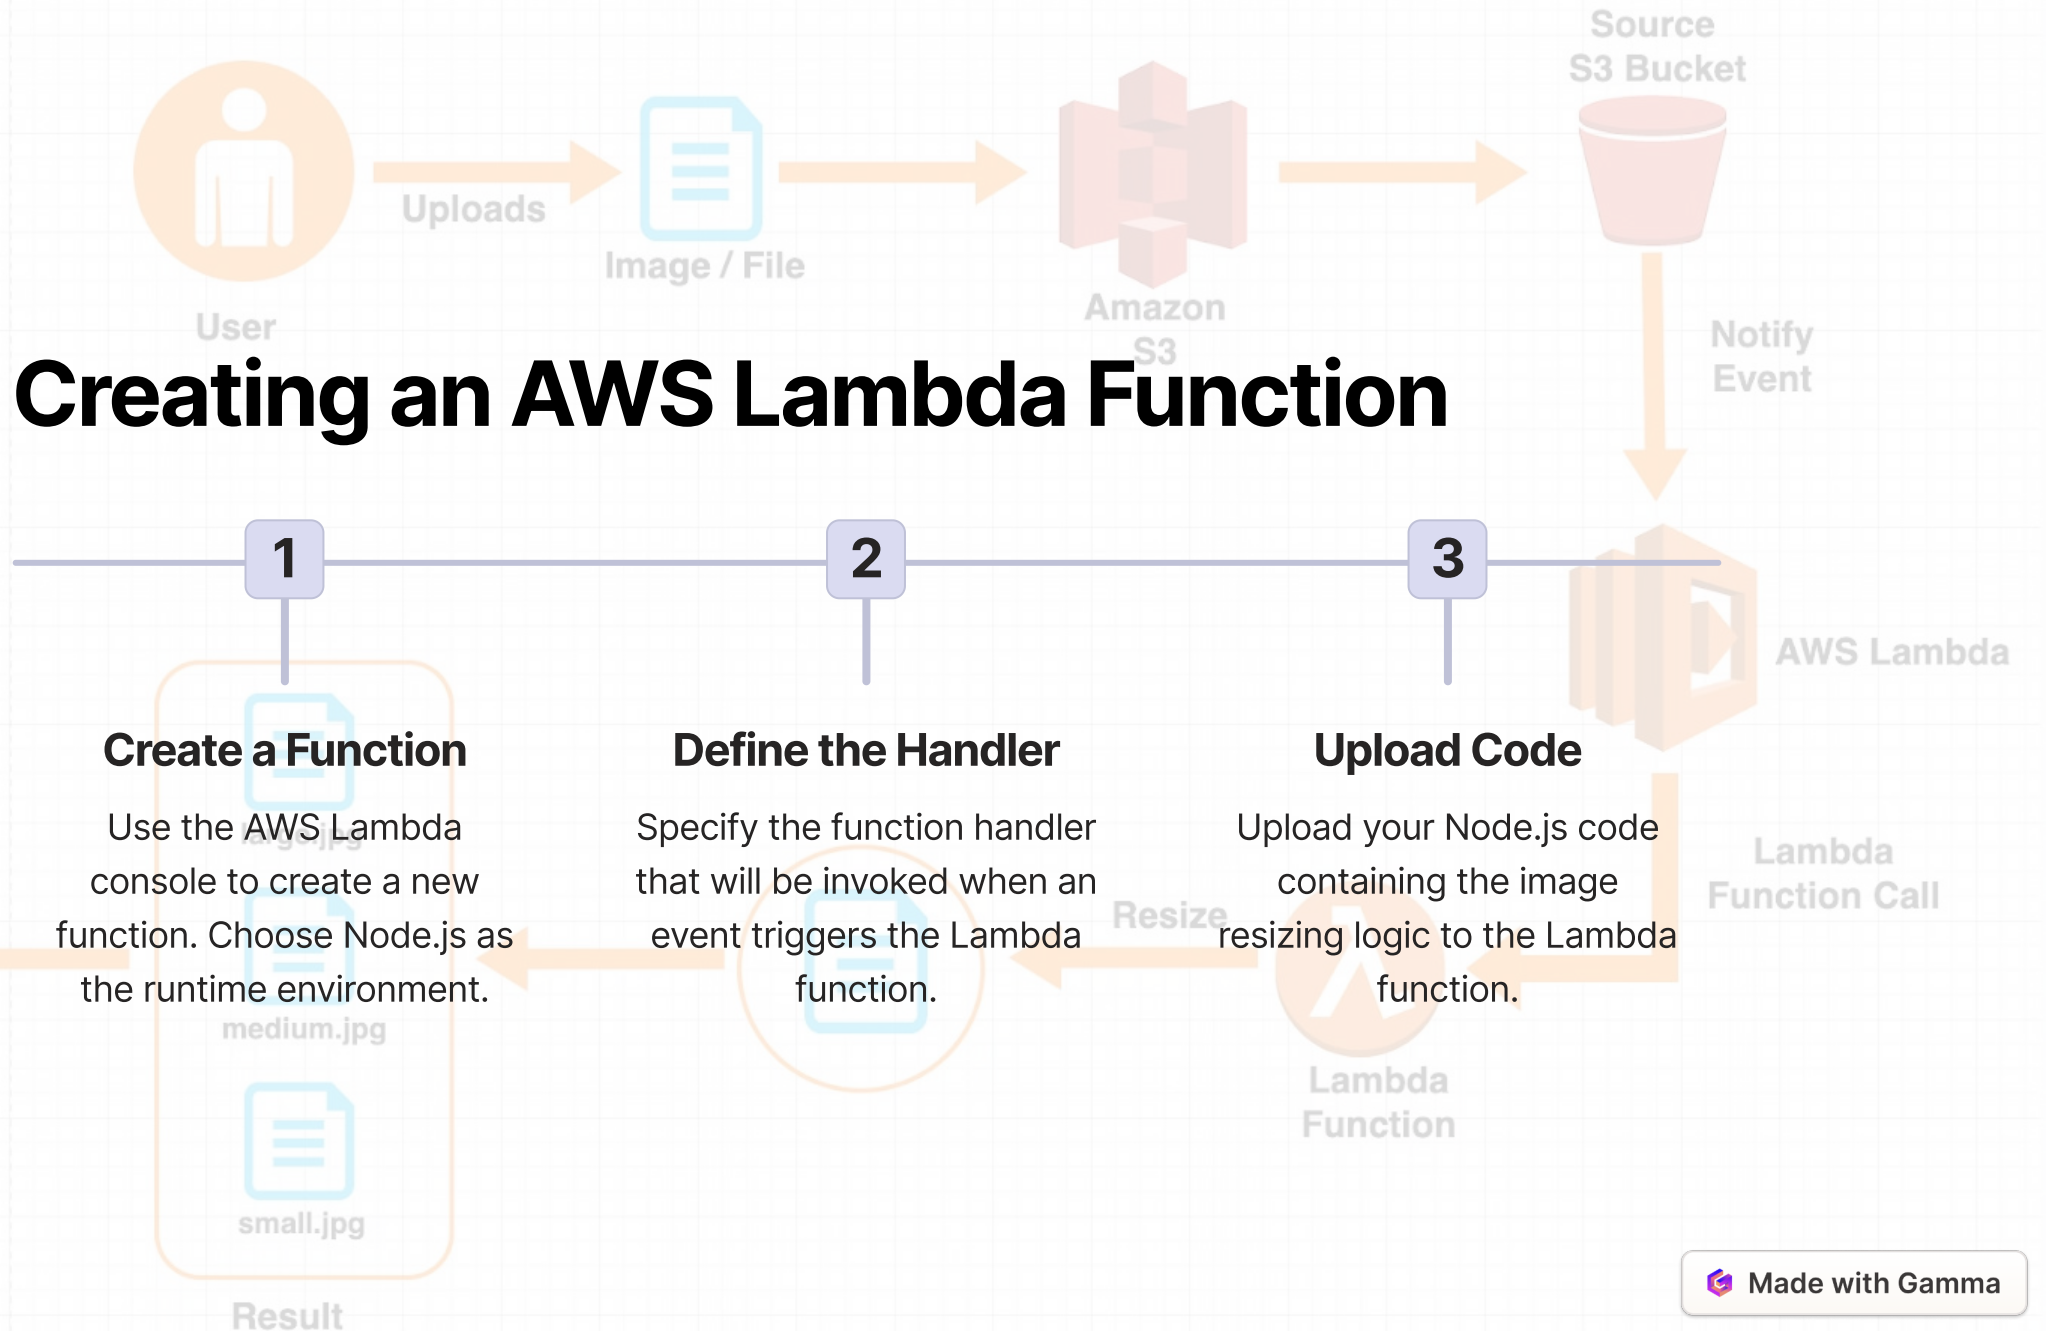 Source
S3 Bucket
Uploads
Image / File
User
Amazon
S3
Notify
Event
Creating an AWS Lambda Function
1
2
3
AWS Lambda
Create a Function
Use the AWS Lambda
console to create a new
function. Choose Node.js as
the runtime environment.
Define the Handler
Specify the function handler
that will be invoked when an
event triggers the Lambda
function.
Upload Code
Upload your Node.js code
containing the image
resizing logic to the Lambda
function.
large.jpg
medium.jpg
small.jpg
Result
Resize
Lambda
Function Call
Lambda
Function
Made with Gamma